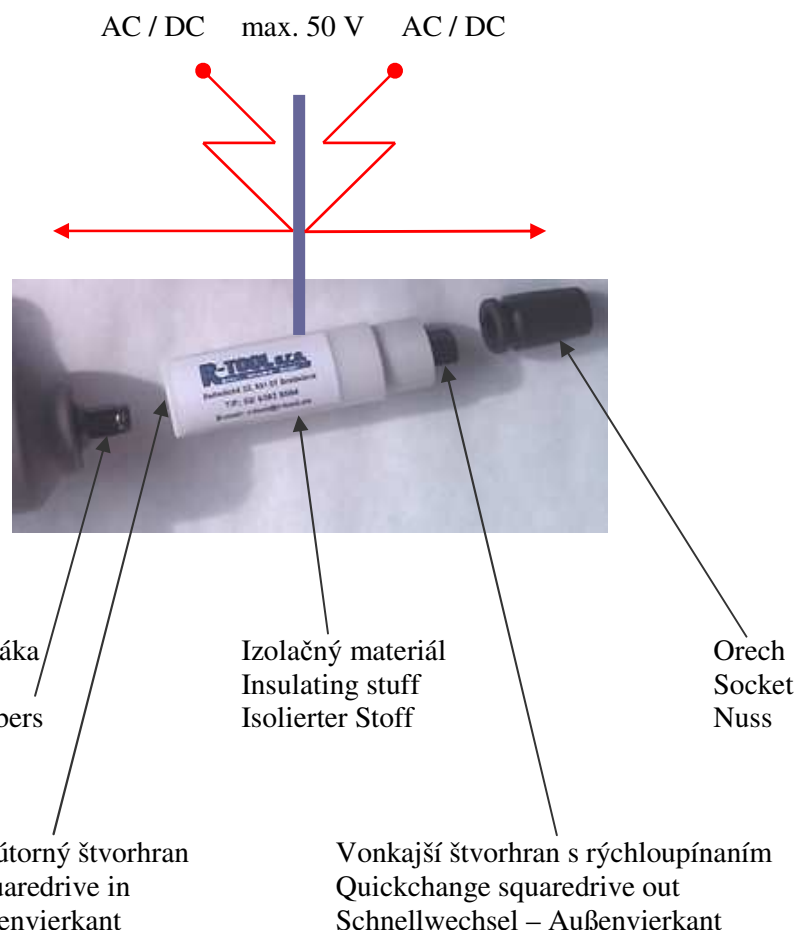 AC / DC max. 50 V AC / DC
R-TOOL s.r.o.
áka
bers
Izolačný materiál
Insulating stuff
Isolierter Stoff
Orech
Socket
Nuss
útorný štvorhran
uaredrive in
envierkant
Vonkajší štvorhran s rýchloupínaním
Quickchange squaredrive out
Schnellwechsel – Außenvierkant